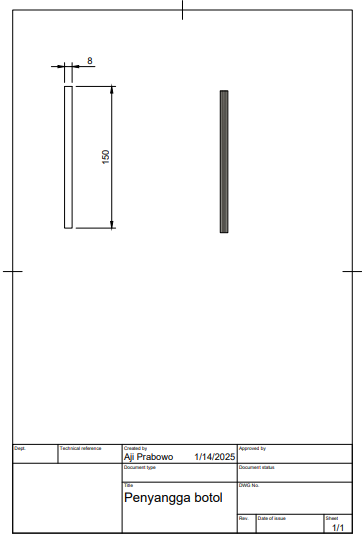 8
150
Dept.
Technical reference
Created by
Approved by
Aji Prabowo
1/14/2025
Document type
Document status
Title
DWG No.
Penyangga botol
Rev.
Date of issue
Sheet
1/1